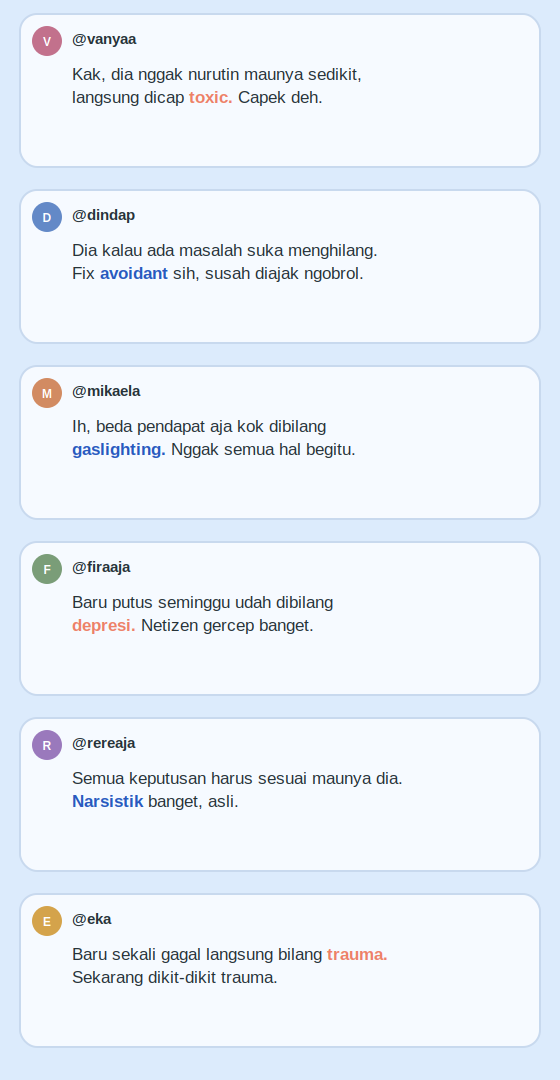 V
@vanyaa
Kak, dia nggak nurutin maunya sedikit,
langsung dicap toxic. Capek deh.
D
@dindap
Dia kalau ada masalah suka menghilang.
Fix avoidant sih, susah diajak ngobrol.
M
@mikaela
Ih, beda pendapat aja kok dibilang
gaslighting. Nggak semua hal begitu.
F
@firaaja
Baru putus seminggu udah dibilang
depresi. Netizen gercep banget.
R
@rereaja
Semua keputusan harus sesuai maunya dia.
Narsistik banget, asli.
E
@eka
Baru sekali gagal langsung bilang trauma.
Sekarang dikit-dikit trauma.